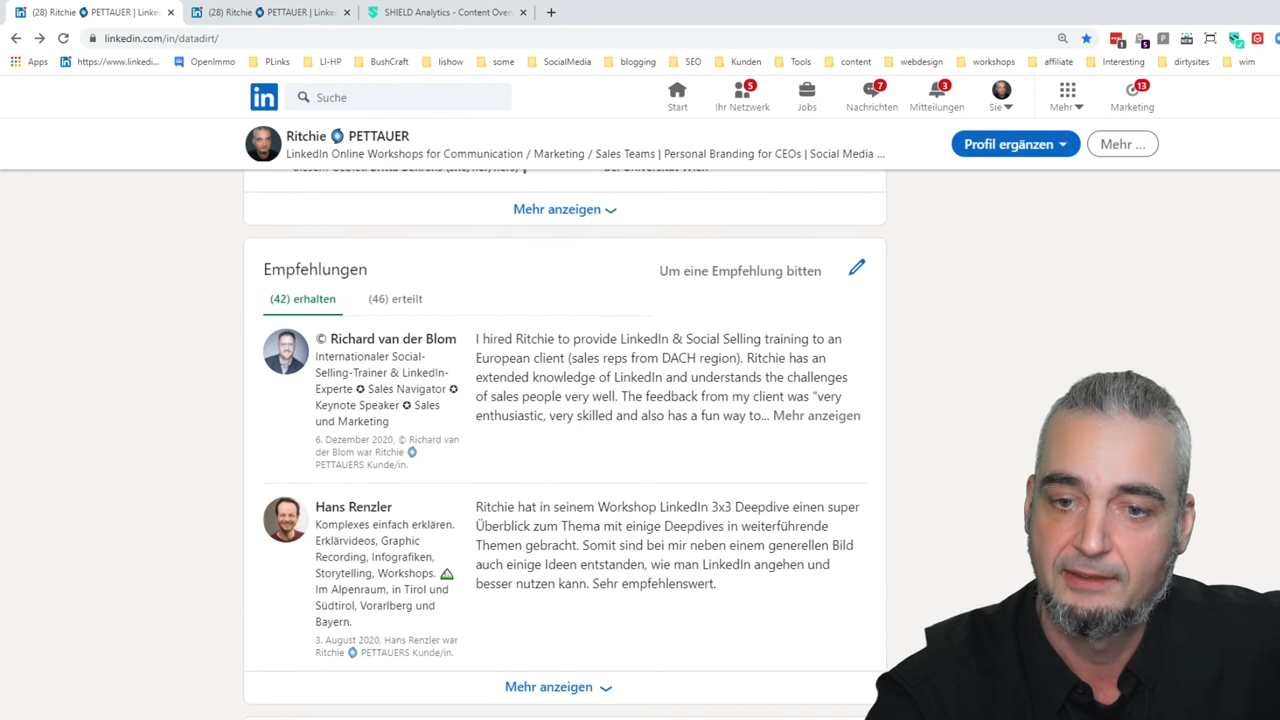 (28) Ritchie PETTAUER | Linke
(28) Ritchie PETTAUER | Linke
SHIELD Analytics - Content Over
linkedin.com/in/datadirt/
Apps
https://www.linkedi...
OpenImmo
PLinks
LI-HP
BushCraft
lishow
some
SocialMedia
blogging
SEO
Kunden
Tools
content
webdesign
workshops
affiliate
Interesting
dirtysites
wim
in
Suche
Start
5
Ihr Netzwerk
Jobs
7
Nachrichten
3
Mitteilungen
Sie
Mehr
13
Marketing
Ritchie PETTAUER
LinkedIn Online Workshops for Communication / Marketing / Sales Teams | Personal Branding for CEOs | Social Media ...
Profil ergänzen
Mehr ...
Mehr anzeigen
Empfehlungen
Um eine Empfehlung bitten
(42) erhalten
(46) erteilt
© Richard van der Blom
Internationaler Social-
Selling-Trainer & LinkedIn-
Experte ✪ Sales Navigator ✪
Keynote Speaker ✪ Sales
und Marketing
6. Dezember 2020, © Richard van
der Blom war Ritchie
PETTAUERS Kunde/in.
I hired Ritchie to provide LinkedIn & Social Selling training to an
European client (sales reps from DACH region). Ritchie has an
extended knowledge of LinkedIn and understands the challenges
of sales people very well. The feedback from my client was “very
enthusiastic, very skilled and also has a fun way to... Mehr anzeigen
Hans Renzler
Komplexes einfach erklären.
Erklärvideos, Graphic
Recording, Infografiken,
Storytelling, Workshops.
Im Alpenraum, in Tirol und
Südtirol, Vorarlberg und
Bayern.
3. August 2020, Hans Renzler war
Ritchie PETTAUERS Kunde/in.
Ritchie hat in seinem Workshop LinkedIn 3x3 Deepdive einen super
Überblick zum Thema mit einige Deepdives in weiterführende
Themen gebracht. Somit sind bei mir neben einem generellen Bild
auch einige Ideen entstanden, wie man LinkedIn angehen und
besser nutzen kann. Sehr empfehlenswert.
Mehr anzeigen